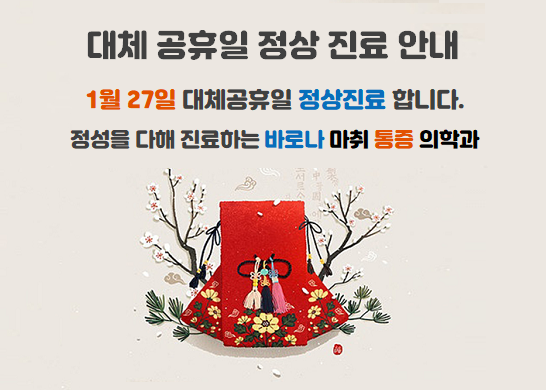 대체 공휴일 정상 진료 안내
1월 27일 대체공휴일 정상진료 합니다.
정성을 다해 진료하는 바로나 마취 통증 의학과